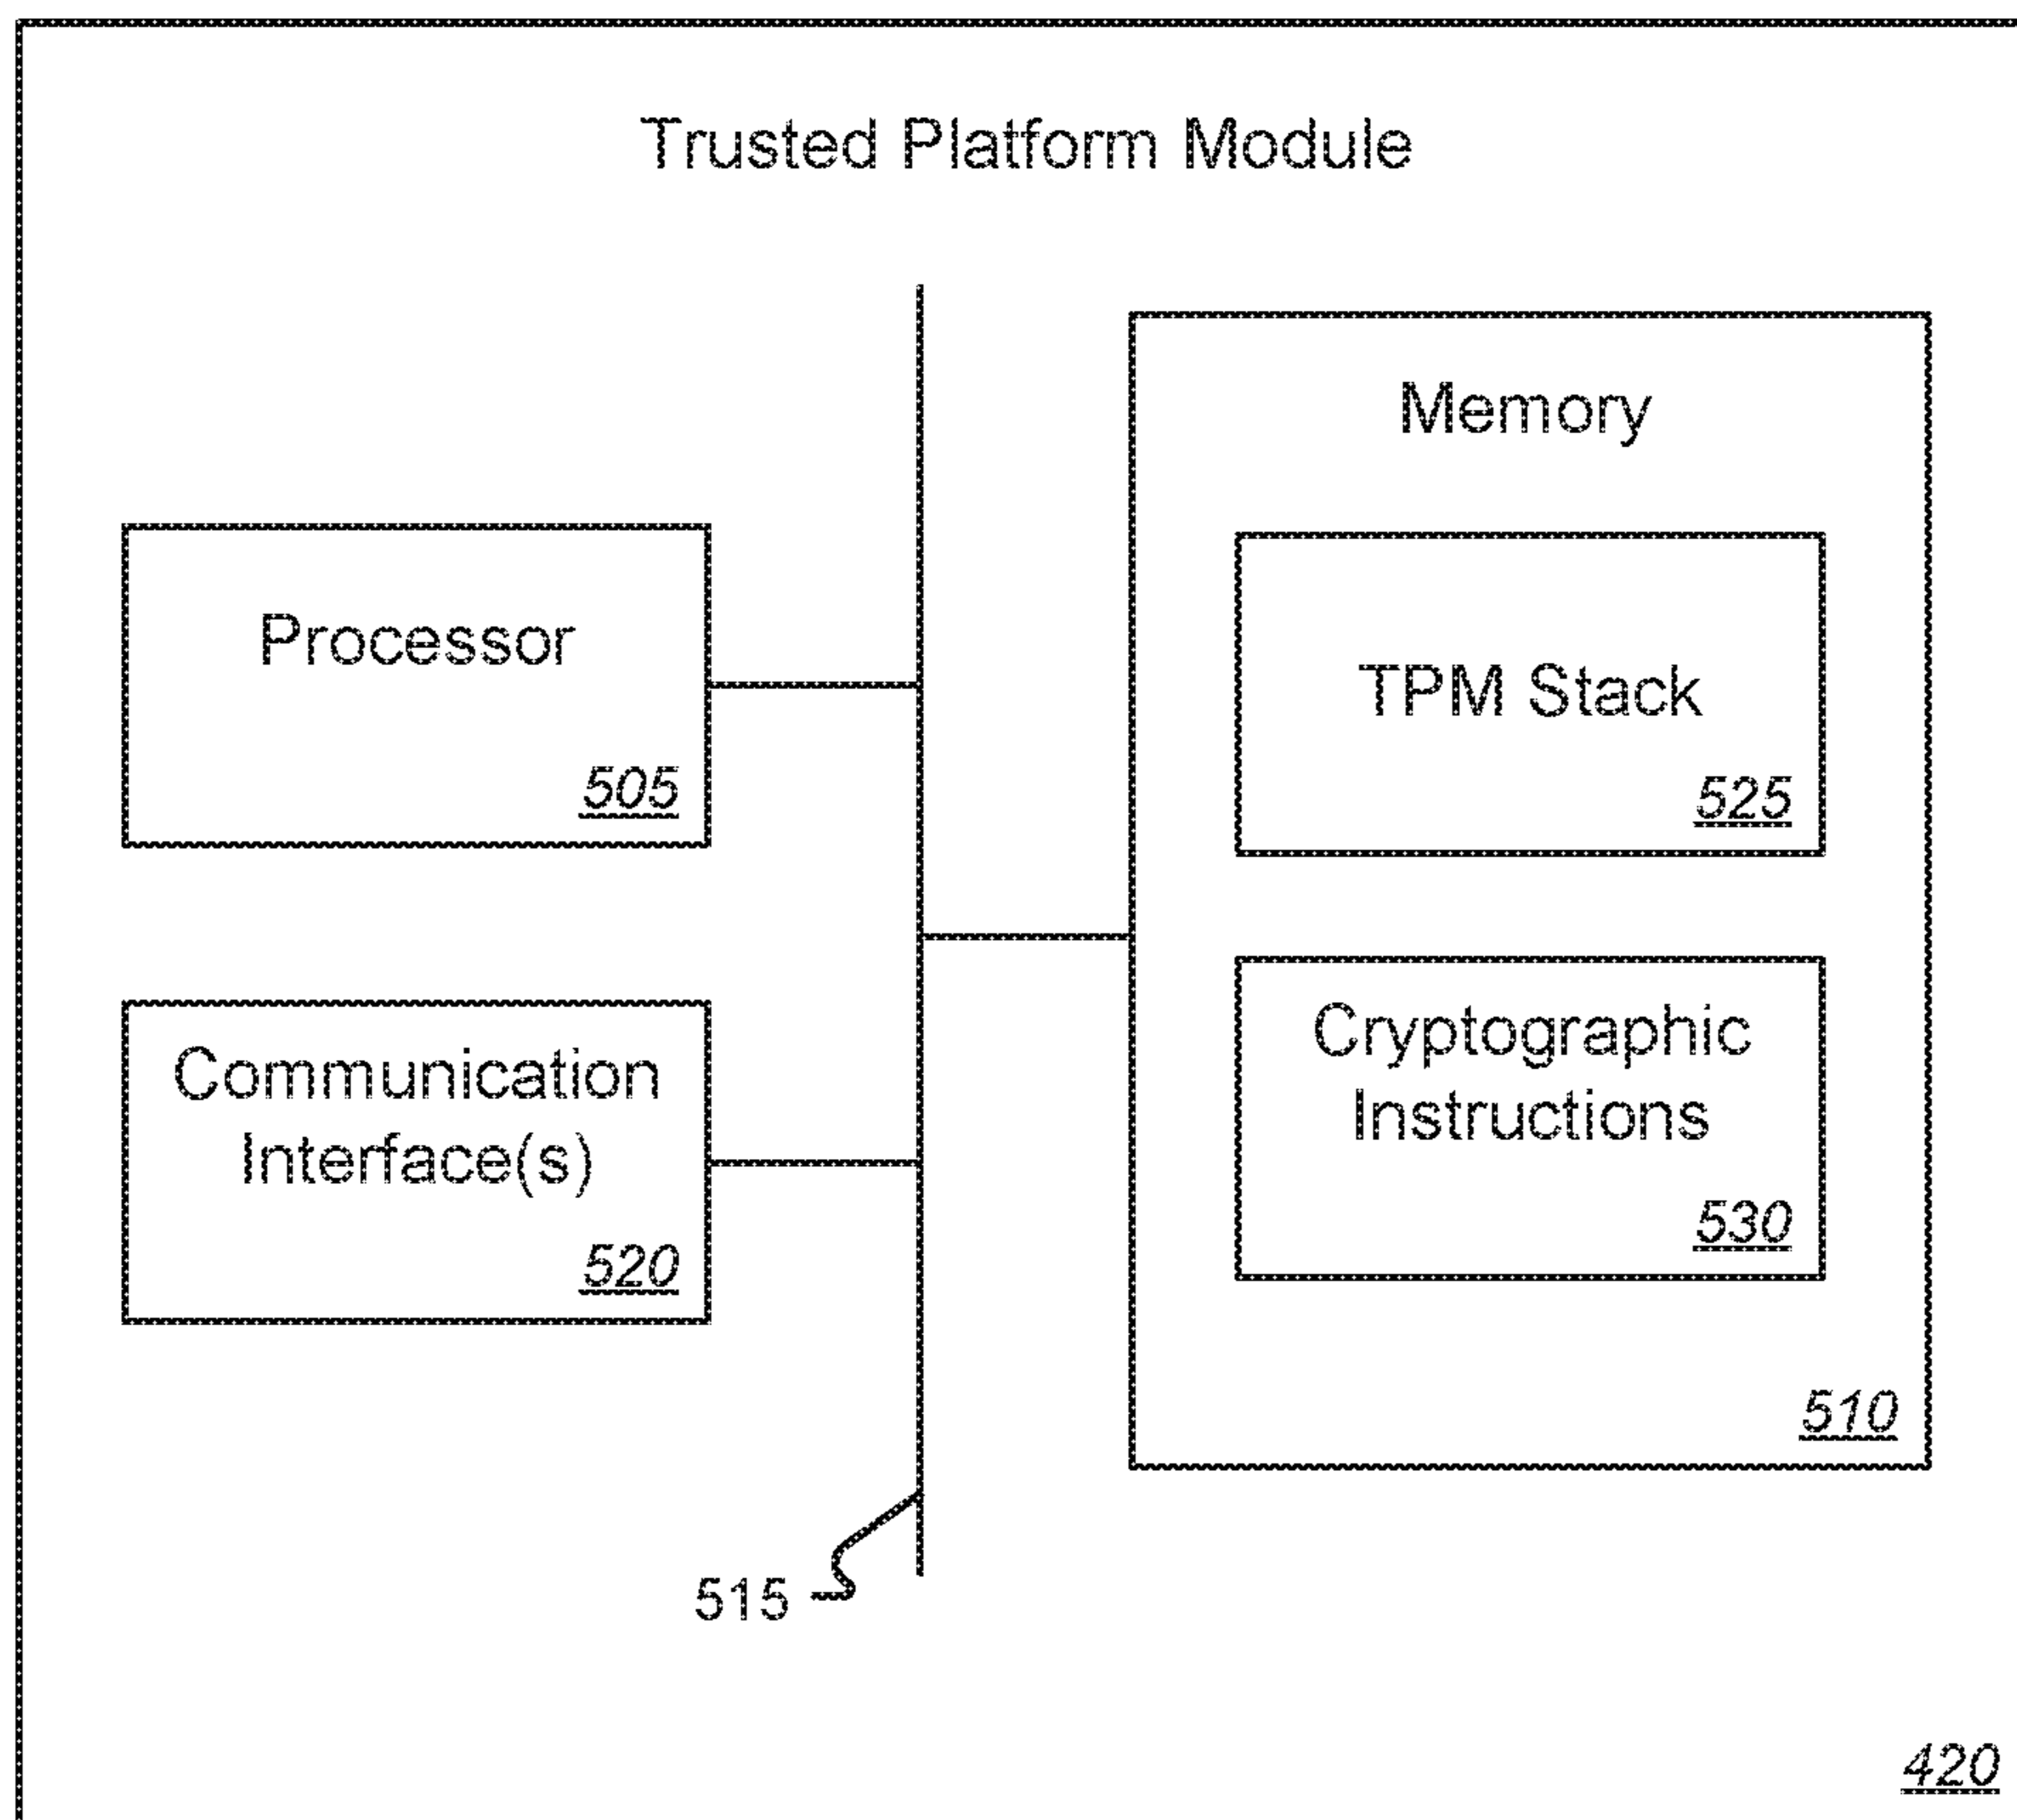 Trusted Platform Module
Processor
505
Communication
Interface(s)
520
515
Memory
TPM Stack
525
Cryptographic
Instructions
530
510
420